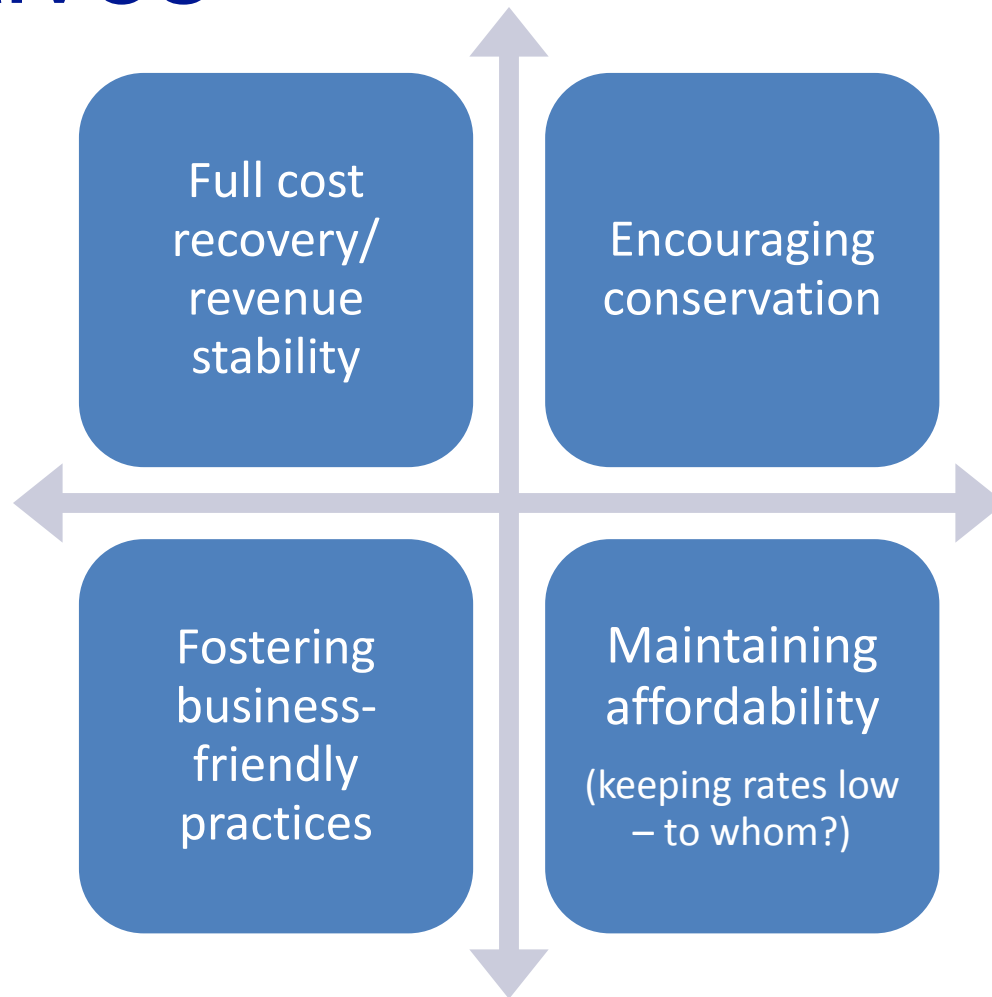 Full cost
recovery/
revenue
stability
Encouraging
conservation
Fostering
business-
friendly
practices
Maintaining
affordability
(keeping rates low
– to whom?)